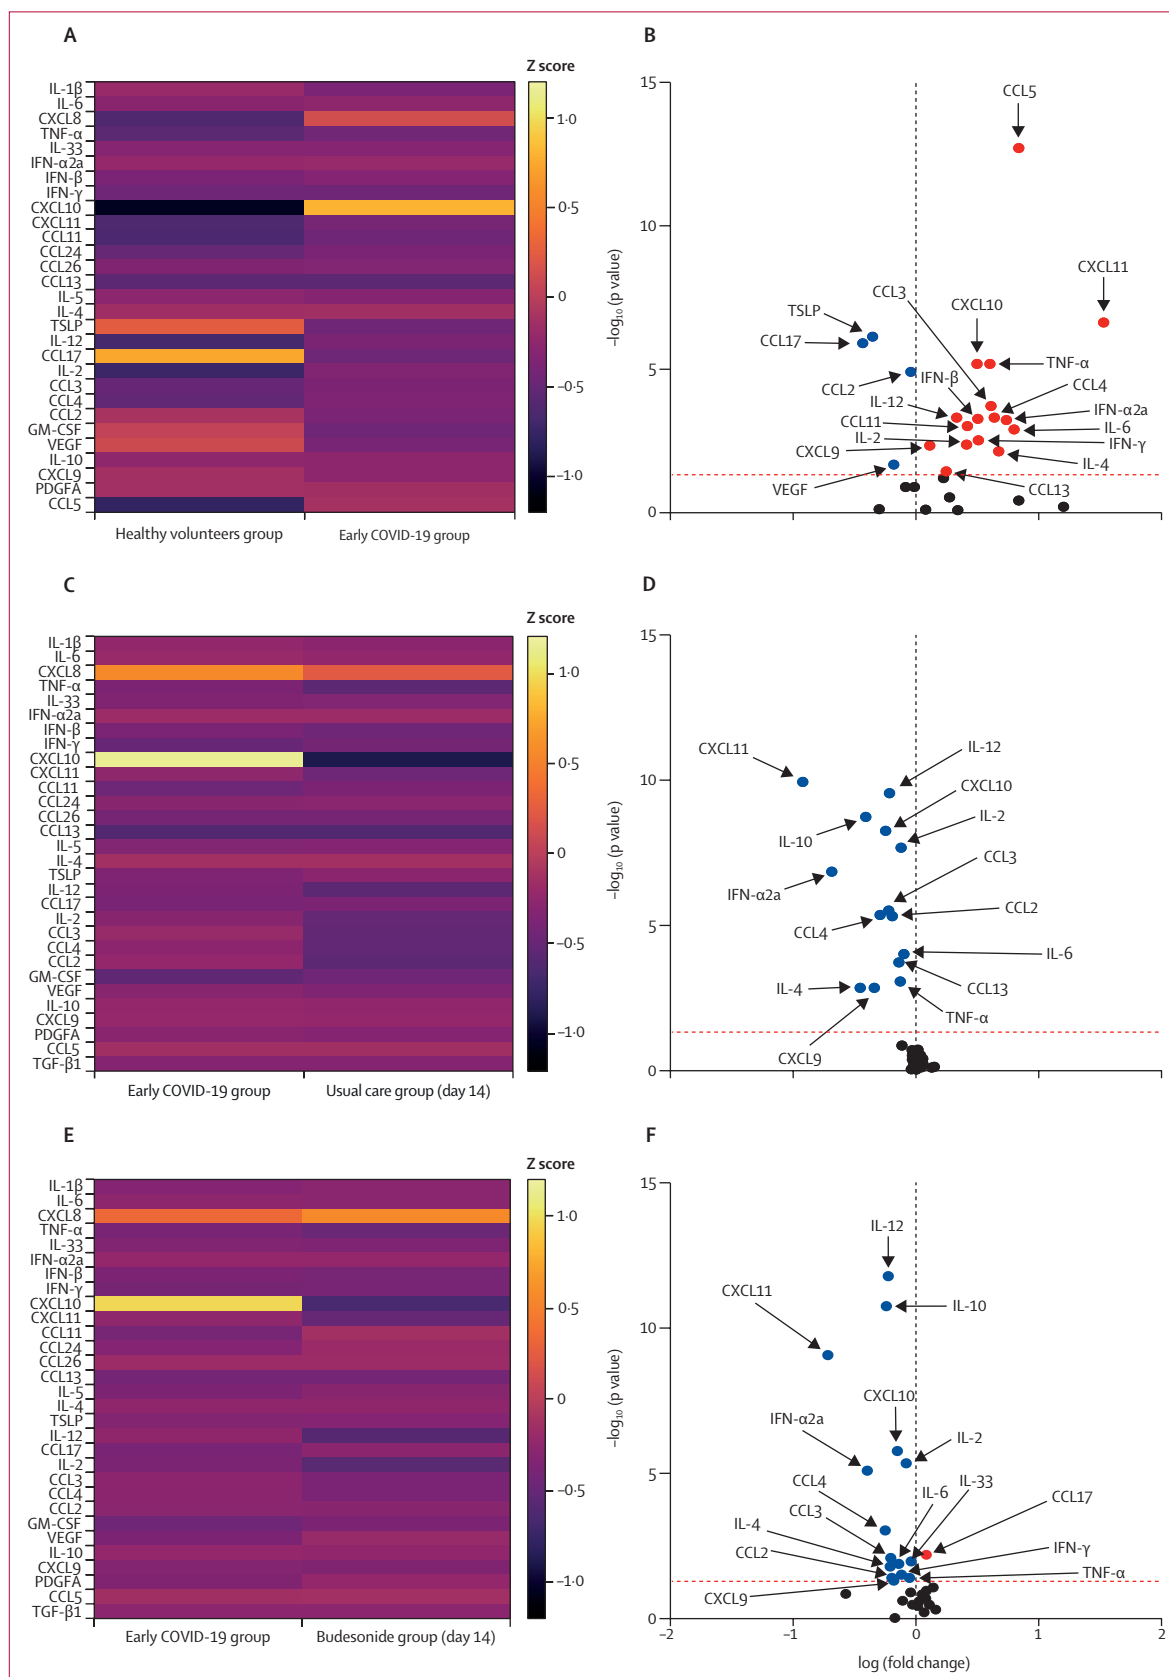 A
Z score
IL-1β
IL-6
CXCL8
TNF-α
IL-33
IFN-α2a
IFN-β
IFN-γ
CXCL10
CXCL11
CCL11
CCL24
CCL26
CCL13
IL-5
IL-4
TSLP
IL-12
CCL17
IL-2
CCL3
CCL4
CCL2
GM-CSF
VEGF
IL-10
CXCL9
PDGFA
CCL5
1·0
0·5
0
–0·5
–1·0
Healthy volunteers group
Early COVID-19 group
B
15
10
5
0
–log₁₀ (p value)
CCL5
CXCL11
CCL3
CXCL10
TSLP
CCL17
TNF-α
CCL2
IFN-β
CCL4
IL-12
IFN-α2a
CCL11
IL-6
IL-2
IFN-γ
CXCL9
IL-4
VEGF
CCL13
C
Z score
IL-1β
IL-6
CXCL8
TNF-α
IL-33
IFN-α2a
IFN-β
IFN-γ
CXCL10
CXCL11
CCL11
CCL24
CCL26
CCL13
IL-5
IL-4
TSLP
IL-12
CCL17
IL-2
CCL3
CCL4
CCL2
GM-CSF
VEGF
IL-10
CXCL9
PDGFA
CCL5
TGF-β1
1·0
0·5
0
–0·5
–1·0
Early COVID-19 group
Usual care group (day 14)
D
15
10
5
0
–log₁₀ (p value)
CXCL11
IL-12
CXCL10
IL-2
IL-10
CCL3
IFN-α2a
CCL2
CCL4
IL-6
IL-4
CCL13
TNF-α
CXCL9
E
Z score
IL-1β
IL-6
CXCL8
TNF-α
IL-33
IFN-α2a
IFN-β
IFN-γ
CXCL10
CXCL11
CCL11
CCL24
CCL26
CCL13
IL-5
IL-4
TSLP
IL-12
CCL17
IL-2
CCL3
CCL4
CCL2
GM-CSF
VEGF
IL-10
CXCL9
PDGFA
CCL5
TGF-β1
1·0
0·5
0
–0·5
–1·0
Early COVID-19 group
Budesonide group (day 14)
F
15
10
5
0
–log₁₀ (p value)
IL-12
CXCL11
IL-10
CXCL10
IFN-α2a
IL-2
CCL4
IL-6
IL-33
CCL17
CCL3
IL-4
IFN-γ
CCL2
TNF-α
CXCL9
–2
–1
0
1
2
log (fold change)